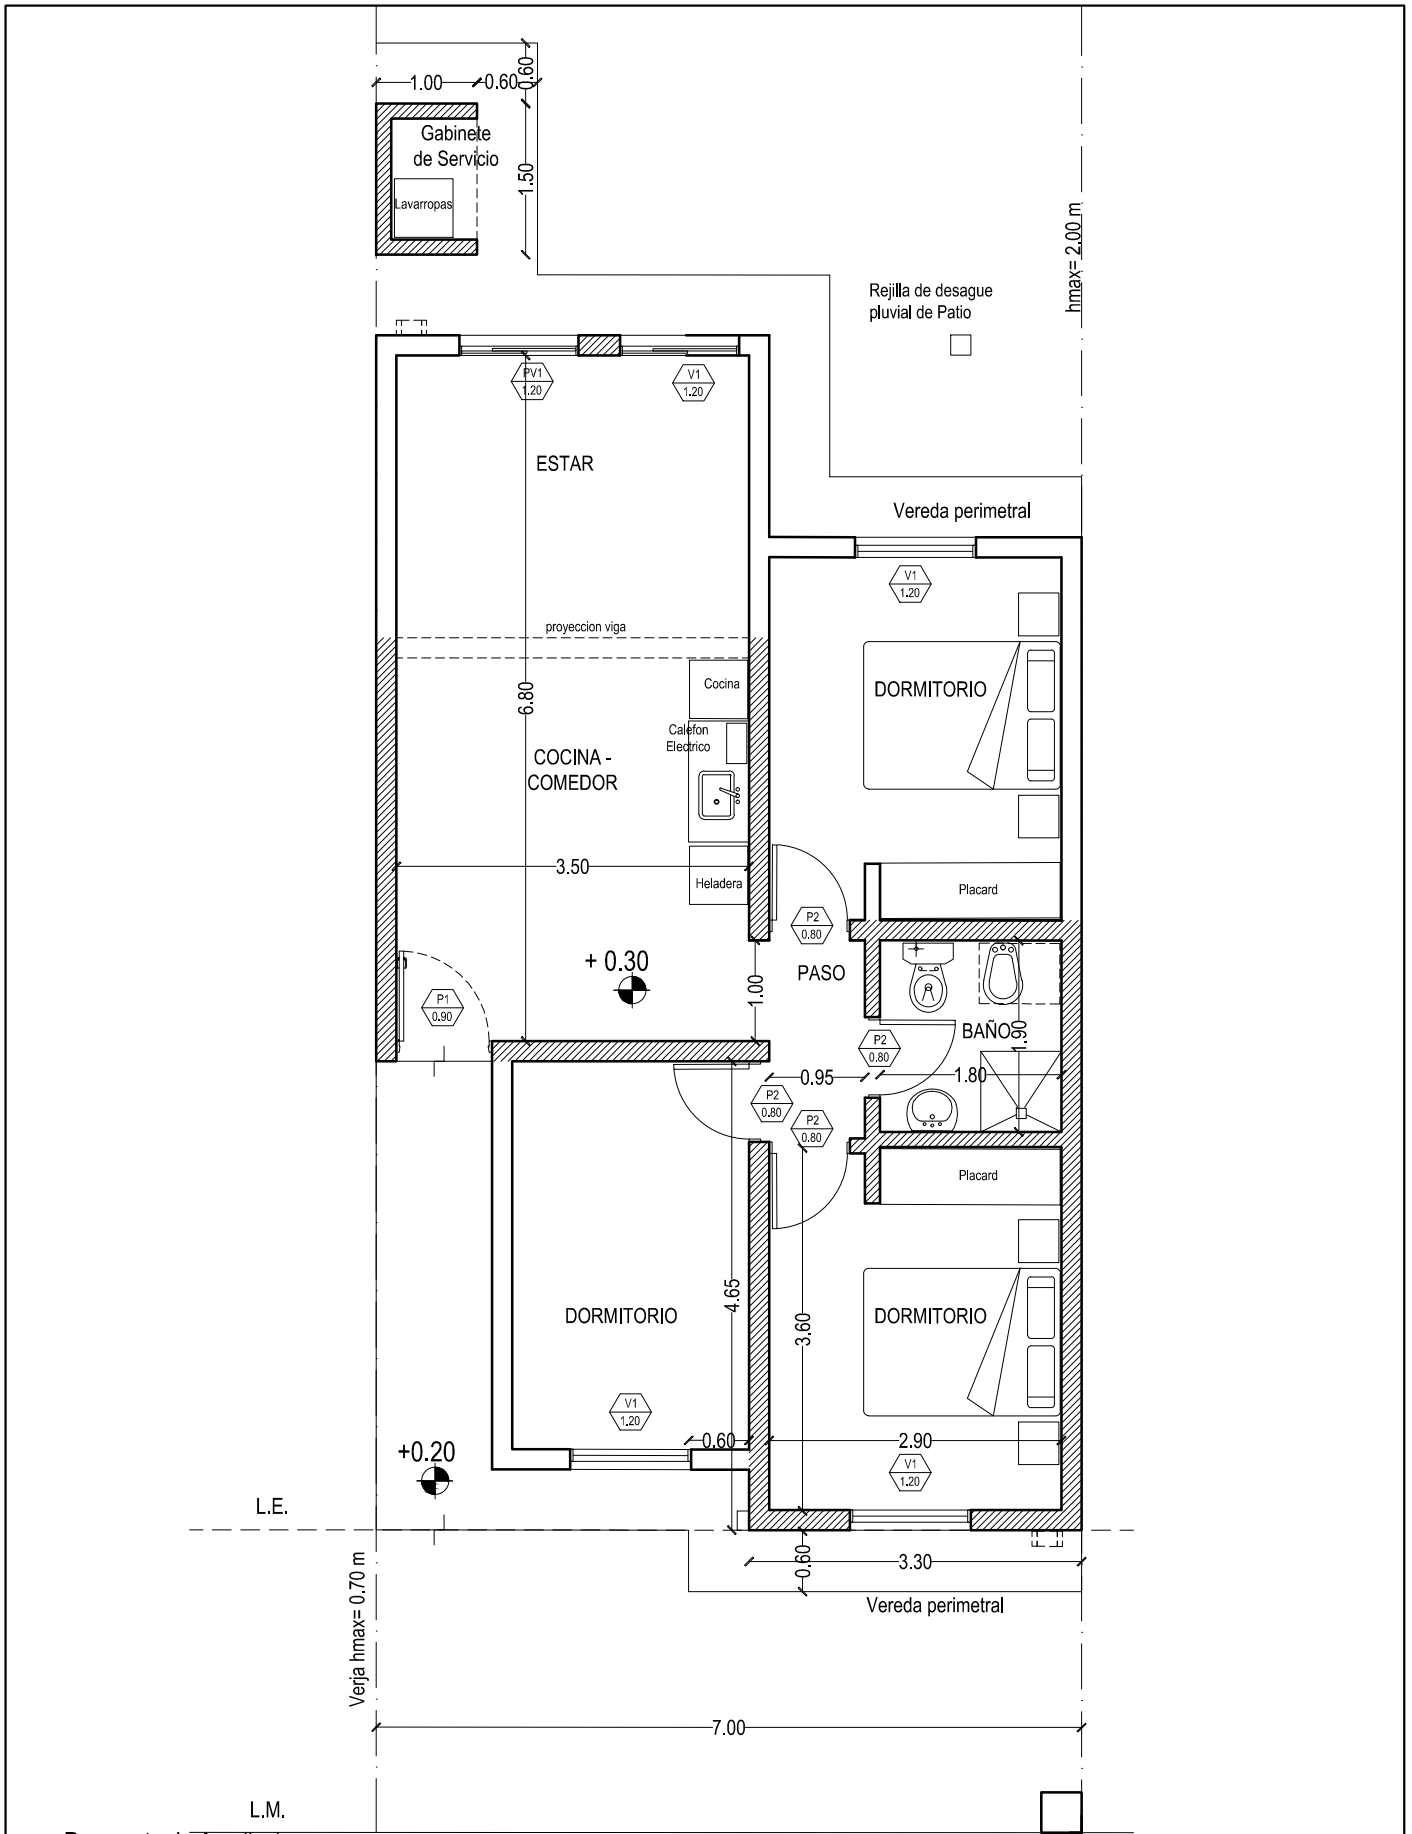 1.00
0.60
0.60
Gabinete
de Servicio
1.50
Lavarropas
hmax= 2.00 m
Rejilla de desague
pluvial de Patio
PV1
1.20
V1
1.20
ESTAR
Vereda perimetral
V1
1.20
proyeccion viga
Cocina
DORMITORIO
6.80
Calefon
Electrico
COCINA -
COMEDOR
3.50
Heladera
Placard
P2
0.80
+ 0.30
PASO
1.00
P1
0.90
BAÑO
1.90
P2
0.80
0.95
1.80
P2
0.80
P2
0.80
Placard
4.65
DORMITORIO
3.60
DORMITORIO
V1
1.20
0.60
2.90
+0.20
V1
1.20
L.E.
0.60
3.30
Verja hmax= 0.70 m
Vereda perimetral
7.00
L.M.